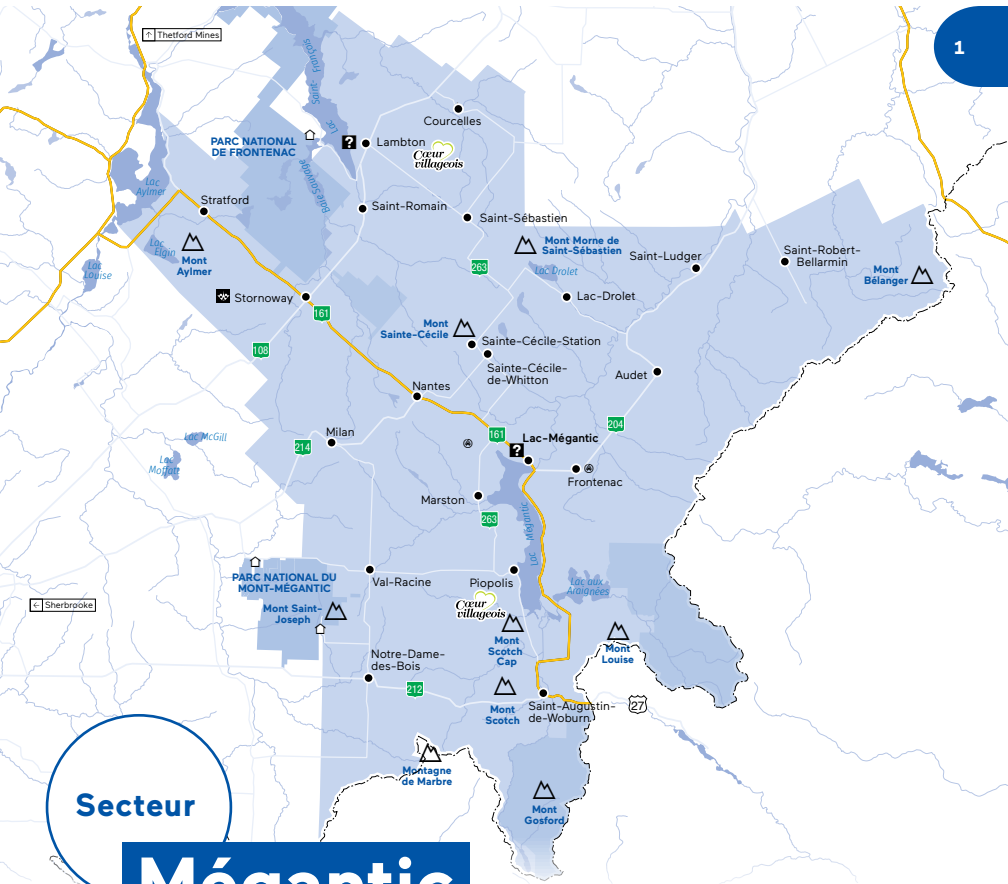 ↑ Thetford Mines
1
Lac
Saint-François
Courcelles
Lambton
?
PARC NATIONAL
DE FRONTENAC
Cœur
villageois
Baie Sauvage
Lac
Aylmer
Stratford
Saint-Romain
Saint-Sébastien
Mont Morne de
Saint-Sébastien
Saint-Ludger
Saint-Robert-
Bellarmin
Lac
Elgin
Mont
Aylmer
Lac
Louise
263
Lac Drolet
Mont
Bélanger
Stornoway
Lac-Drolet
161
Mont
Sainte-Cécile
Sainte-Cécile-Station
108
Sainte-Cécile-
de-Whitton
Audet
Nantes
204
Milan
161
Lac-Mégantic
?
Lac McGill
214
Lac
Moffatt
Frontenac
Marston
263
Lac Mégantic
PARC NATIONAL DU
MONT-MÉGANTIC
Val-Racine
Piopolis
Lac aux
Araignées
← Sherbrooke
Mont Saint-
Joseph
Cœur
villageois
Mont
Scotch
Cap
Mont
Louise
Notre-Dame-
des-Bois
212
Mont
Scotch
Saint-Augustin-
de-Woburn
27
Montagne
de Marbre
Mont
Gosford
Secteur
Mégantic